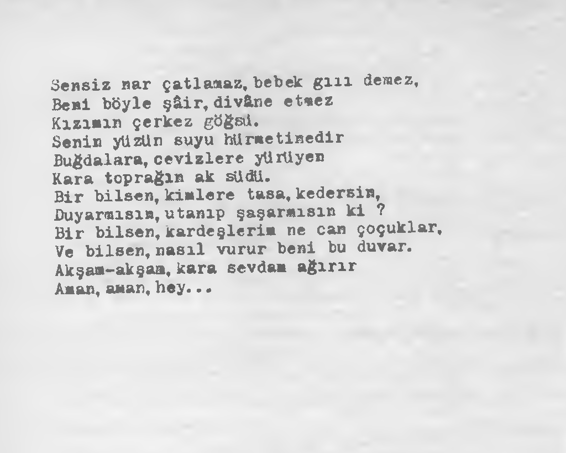 Sensiz nar çatlamaz, bebek gııı demez,
Beni böyle şâir, divâne etmez
Kızımın çerkez göğsü.
Senin yüzün suyu hürmetinedir
Buğdalara, cevizlere yürüyen
Kara toprağın ak südü.
Bir bilsen, kimlere tasa, kedersin,
Duyarmısın, utanıp şaşarmısın ki ?
Bir bilsen, kardeşlerim ne can çoçuklar,
Ve bilsen, nasıl vurur beni bu duvar.
Akşam-akşam, kara sevdam ağırır
Aman, aman, hey...